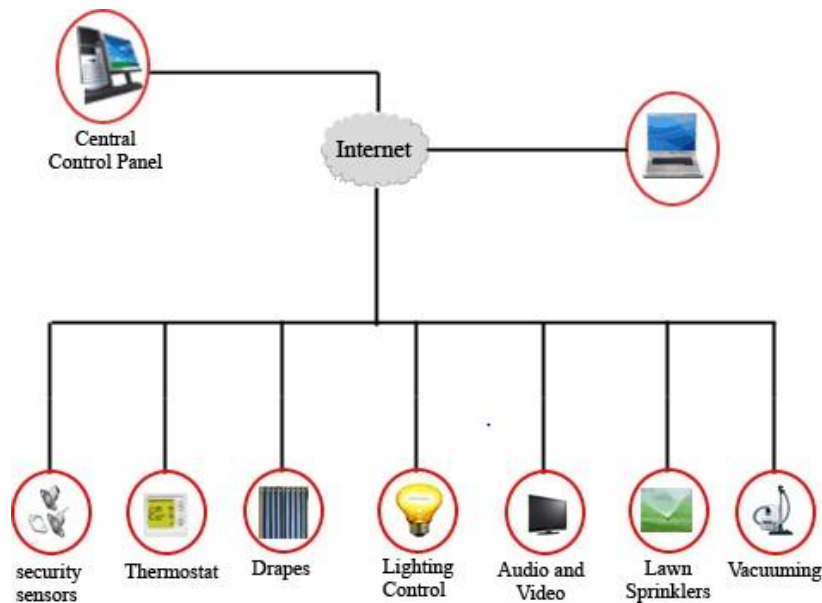 Central
Control Panel
Internet
security
sensors
Thermostat
Drapes
Lighting
Control
Audio and
Video
Lawn
Sprinklers
Vacuuming